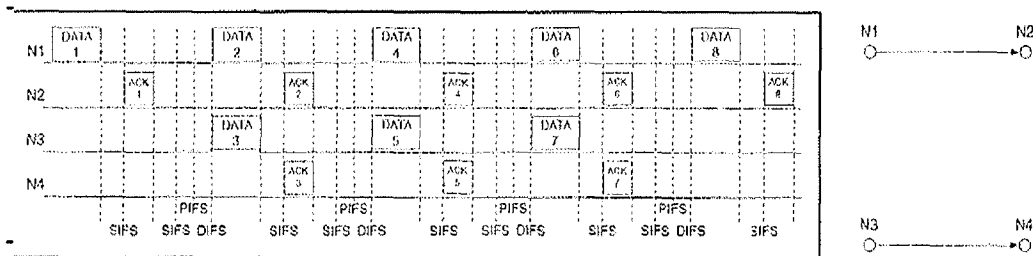 N1 DATA 1 DATA 2 DATA 4 DATA 6 DATA 8
N2 ACK 1 ACK 2 ACK 4 ACK 6 ACK 8
N3 DATA 3 DATA 5 DATA 7
N4 ACK 3 ACK 5 ACK 7
PIFS PIFS PIFS PIFS
SIFS SIFS DIFS SIFS SIFS DIFS SIFS SIFS DIFS SIFS SIFS DIFS SIFS
N1 N2
N3 N4